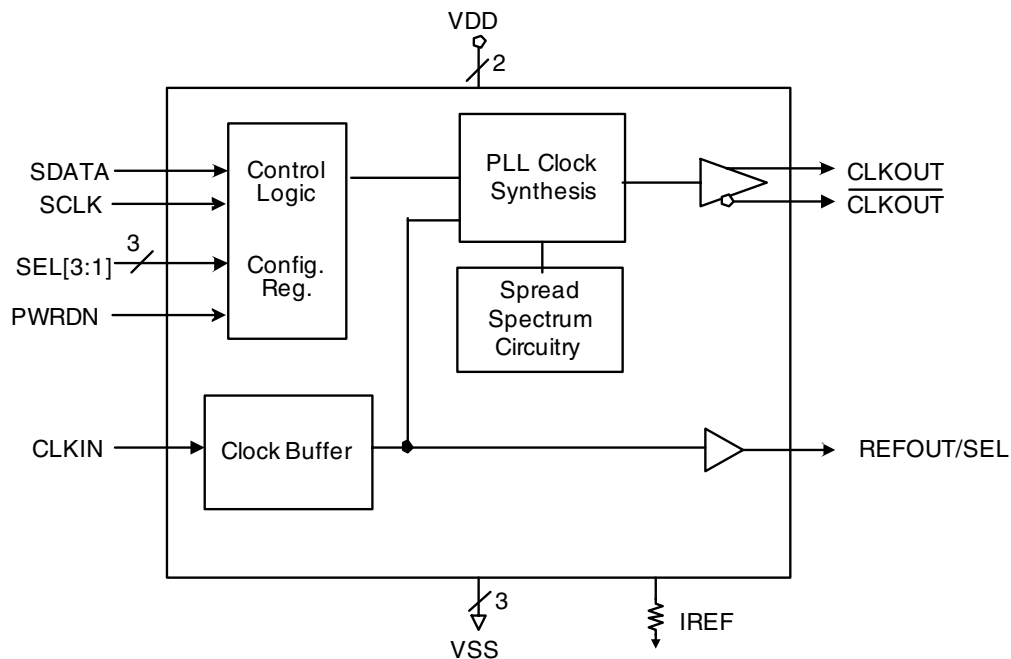 VDD
2
SDATA
SCLK
3
SEL[3:1]
PWRDN
Control
Logic
Config.
Reg.
PLL Clock
Synthesis
Spread
Spectrum
Circuitry
CLKOUT
CLKOUT
CLKIN
Clock Buffer
REFOUT/SEL
3
VSS
IREF